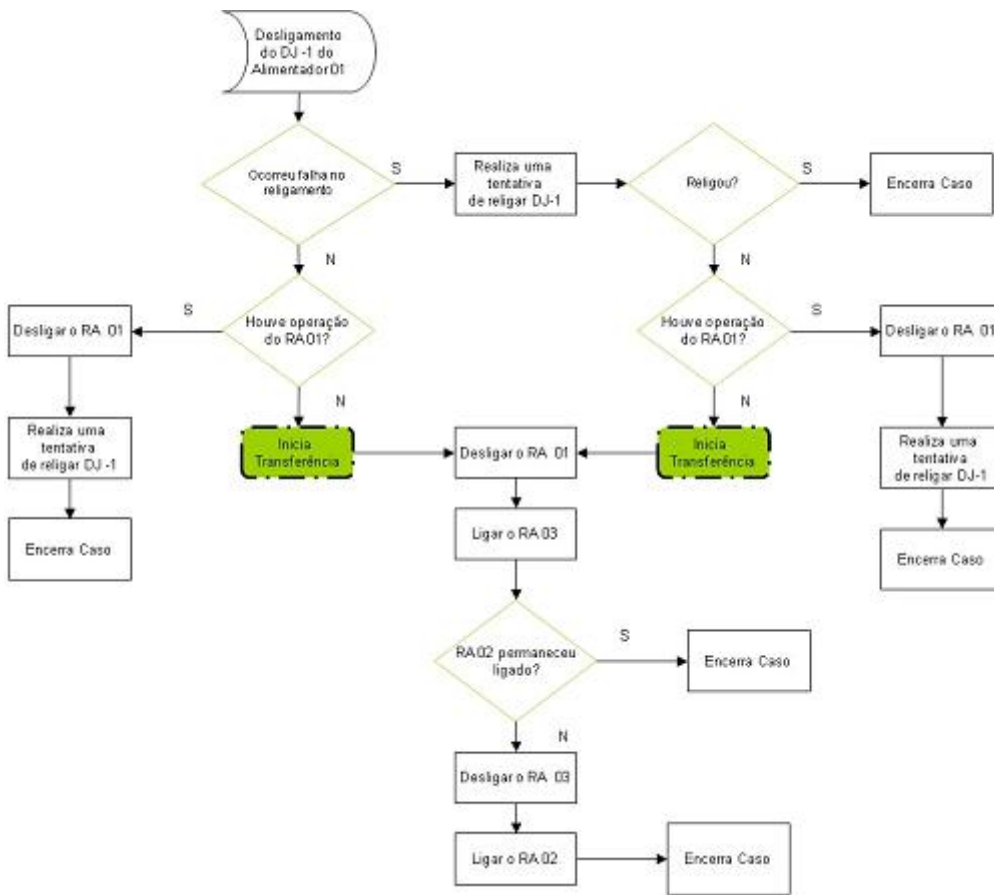 Desligamento
do DJ -1 do
Alimentador 01
Ocorreu falha no
religamento
S
Realiza uma
tentativa
de religar DJ-1
Religou?
S
Encerra Caso
N
N
Desligar o RA 01
S
Houve operação
do RA01?
Houve operação
do RA01?
S
Desligar o RA 01
N
N
Realiza uma
tentativa
de religar DJ -1
Inicia
Transferência
Desligar o RA 01
Inicia
Transferência
Realiza uma
tentativa
de religar DJ-1
Encerra Caso
Ligar o RA 03
Encerra Caso
RA02 permaneceu
ligado?
S
Encerra Caso
N
Desligar o RA 03
Ligar o RA 02
Encerra Caso